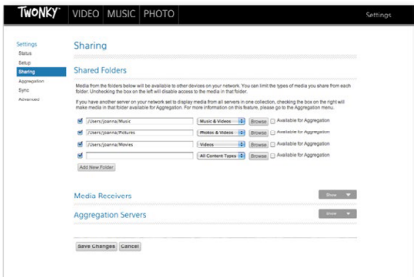 TWONKY
VIDEO MUSIC PHOTO
Settings
Settings
Status
Setup
Sharing
Aggregation
Sync
Advanced
Sharing
Shared Folders
Media from the folders below will be available to other devices on your network. You can limit the types of media you share from each
folder. Unchecking the box on the left will disable access to the media in that folder.
If you have another server on your network set to display media from all servers in one collection, checking the box on the right will
make media in that folder available for Aggregation. For more information on this feature, please go to the Aggregation menu.
/Users/joanna/Music Music & Videos Browse Available for Aggregation
/Users/joanna/Pictures Photos & Videos Browse Available for Aggregation
/Users/joanna/Movies Videos Browse Available for Aggregation
All Content Types Browse Available for Aggregation
Add New Folder
Media Receivers Show
Aggregation Servers Show
Save Changes Cancel